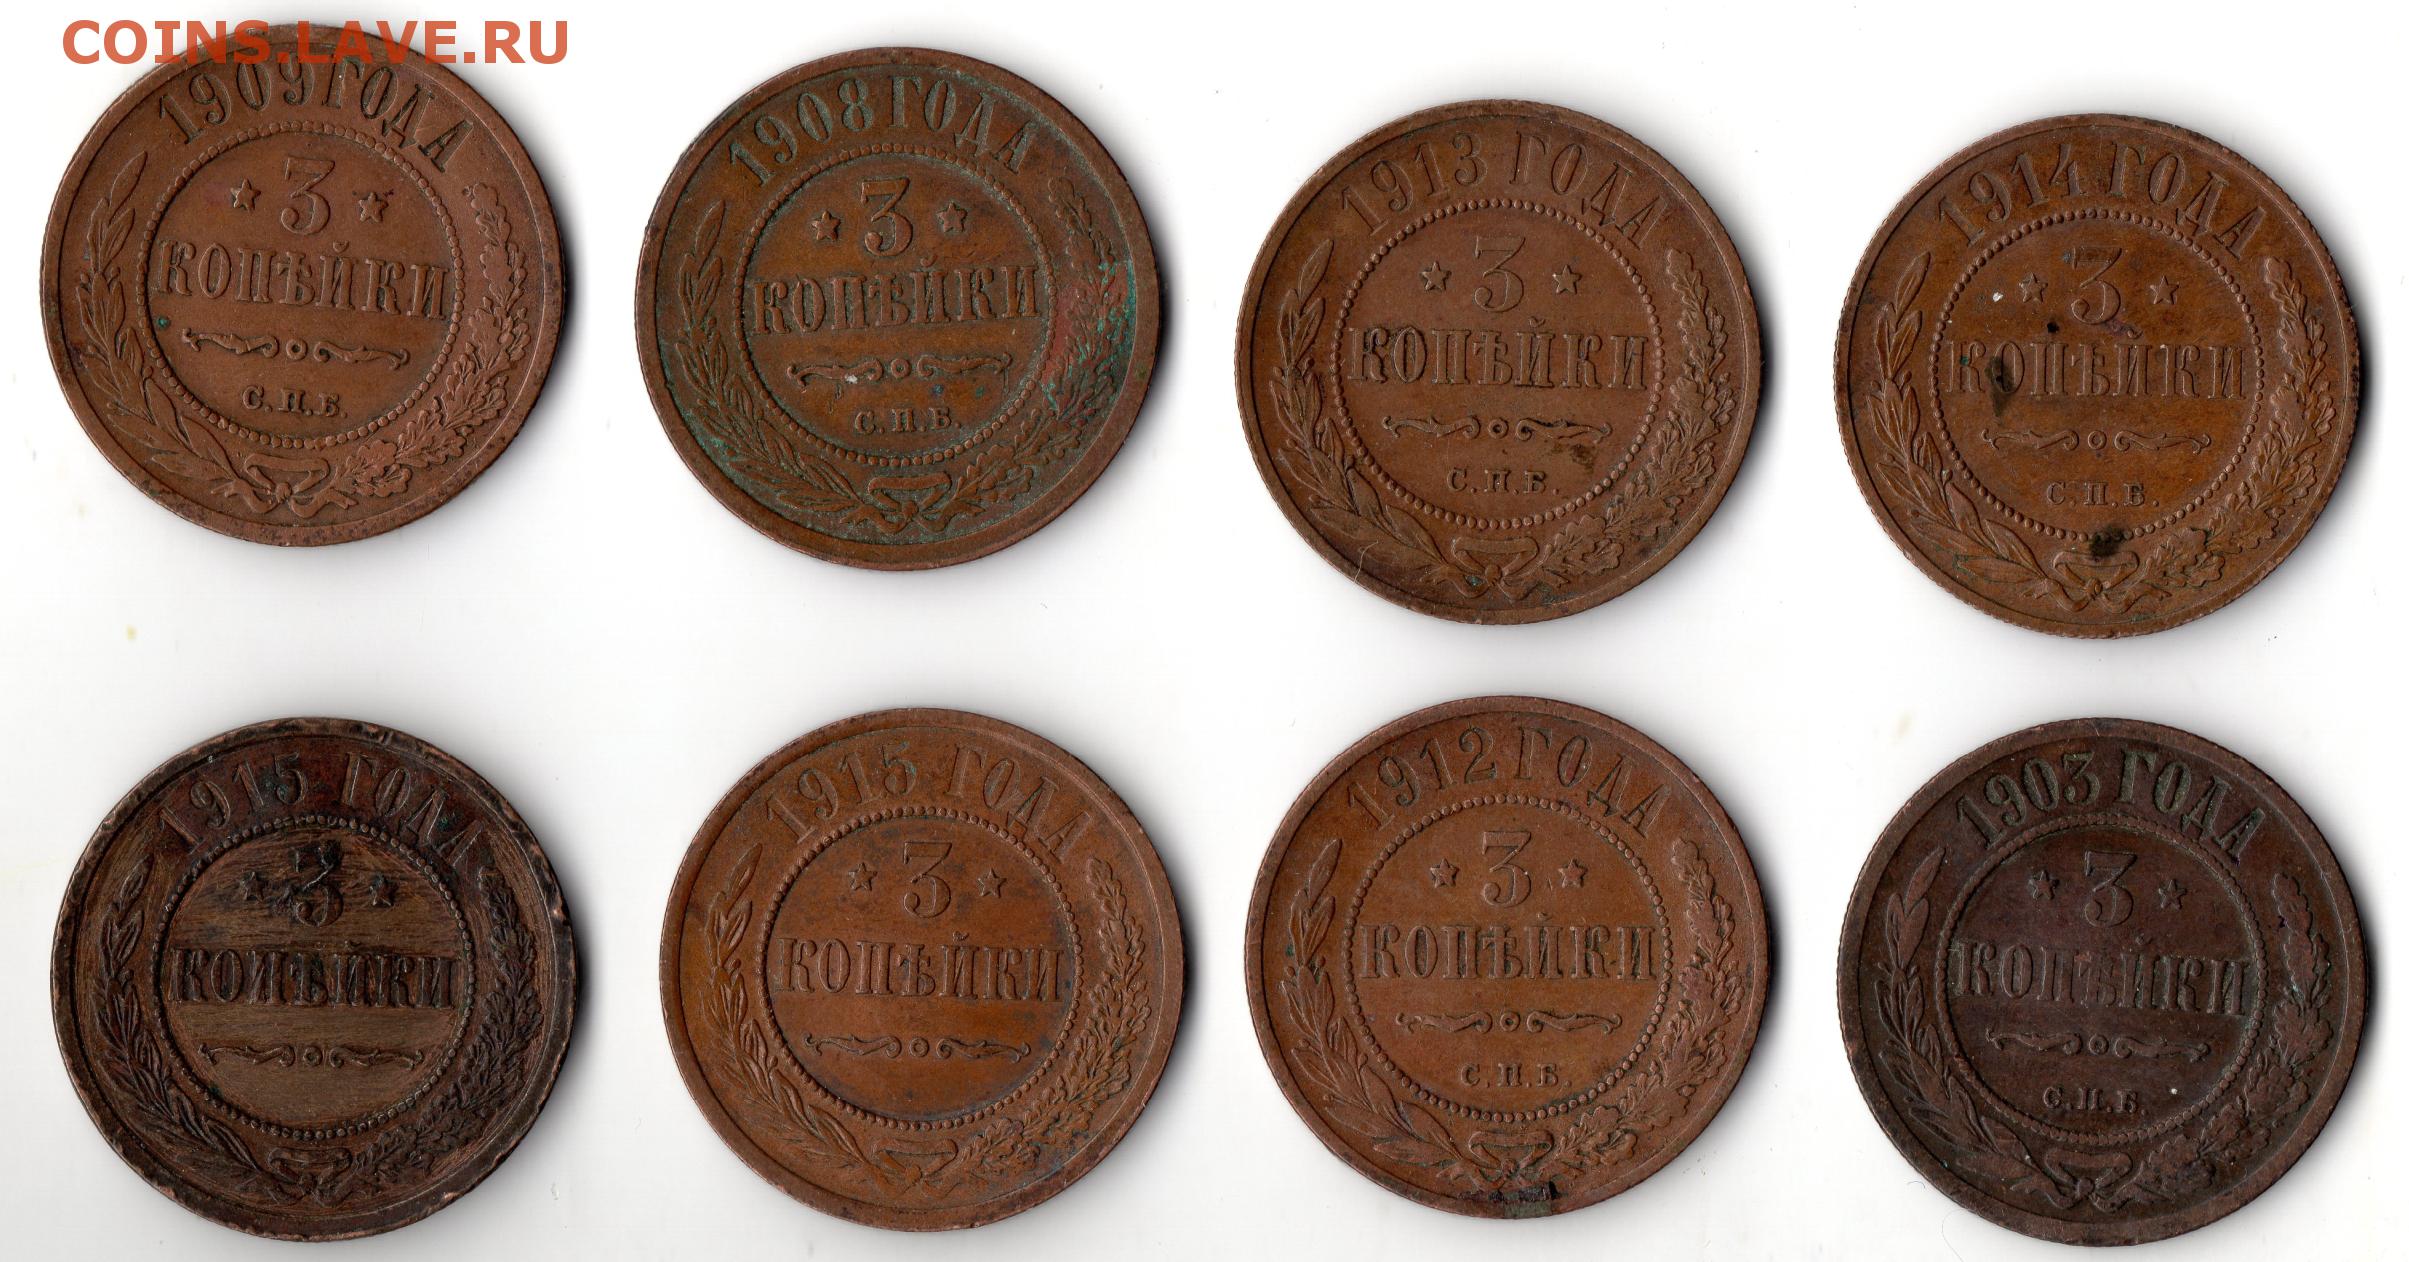 COINS.LAVE.RU
1909 ГОДА
3
КОПѢЙКИ
С.П.Б.
1908 ГОДА
3
КОПѢЙКИ
С.П.Б.
1913 ГОДА
3
КОПѢЙКИ
С.П.Б.
1914 ГОДА
3
КОПѢЙКИ
С.П.Б.
1915 ГОДА
3
КОПѢЙКИ
1915 ГОДА
3
КОПѢЙКИ
1912 ГОДА
3
КОПѢЙКИ
С.П.Б.
1903 ГОДА
3
КОПѢЙКИ
С.П.Б.